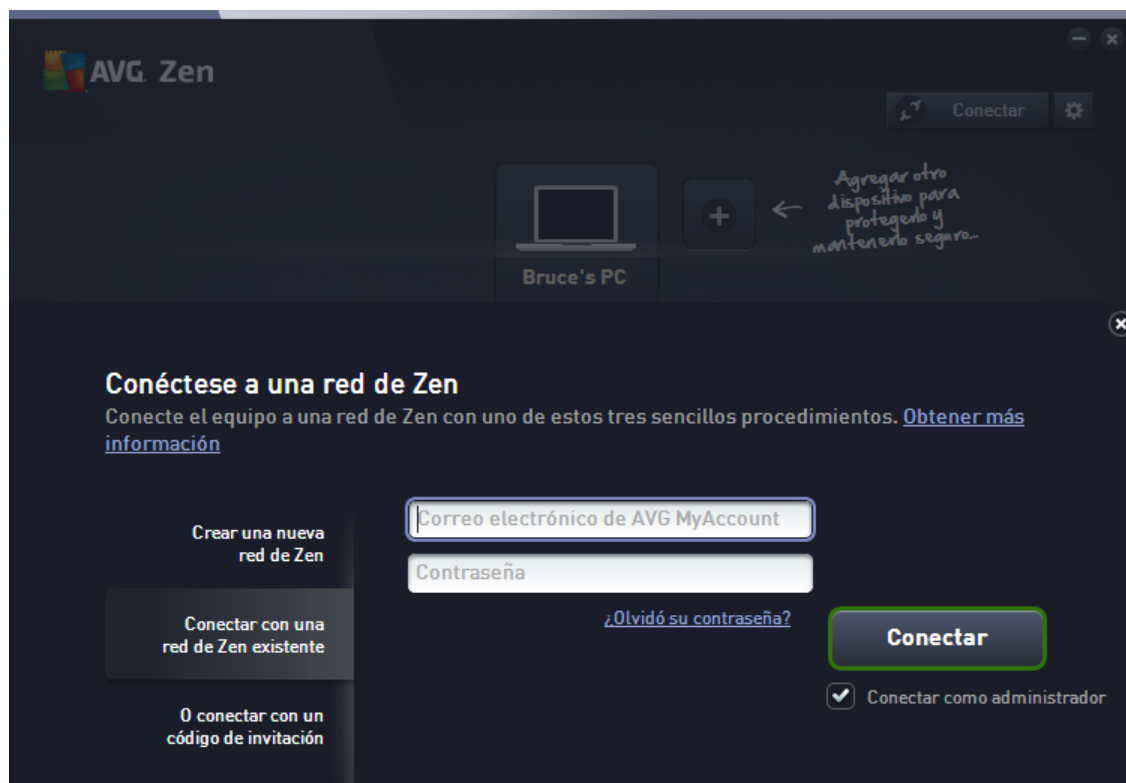 AVG. Zen
Conectar
Agregar otro
dispositivo para
protegerlo y
mantenerlo seguro...
Bruce's PC
Conéctese a una red de Zen
Conecte el equipo a una red de Zen con uno de estos tres sencillos procedimientos. Obtener más
información
Crear una nueva
red de Zen
Correo electrónico de AVG MyAccount
Contraseña
¿Olvidó su contraseña?
Conectar con una
red de Zen existente
Conectar
Conectar como administrador
O conectar con un
código de invitación